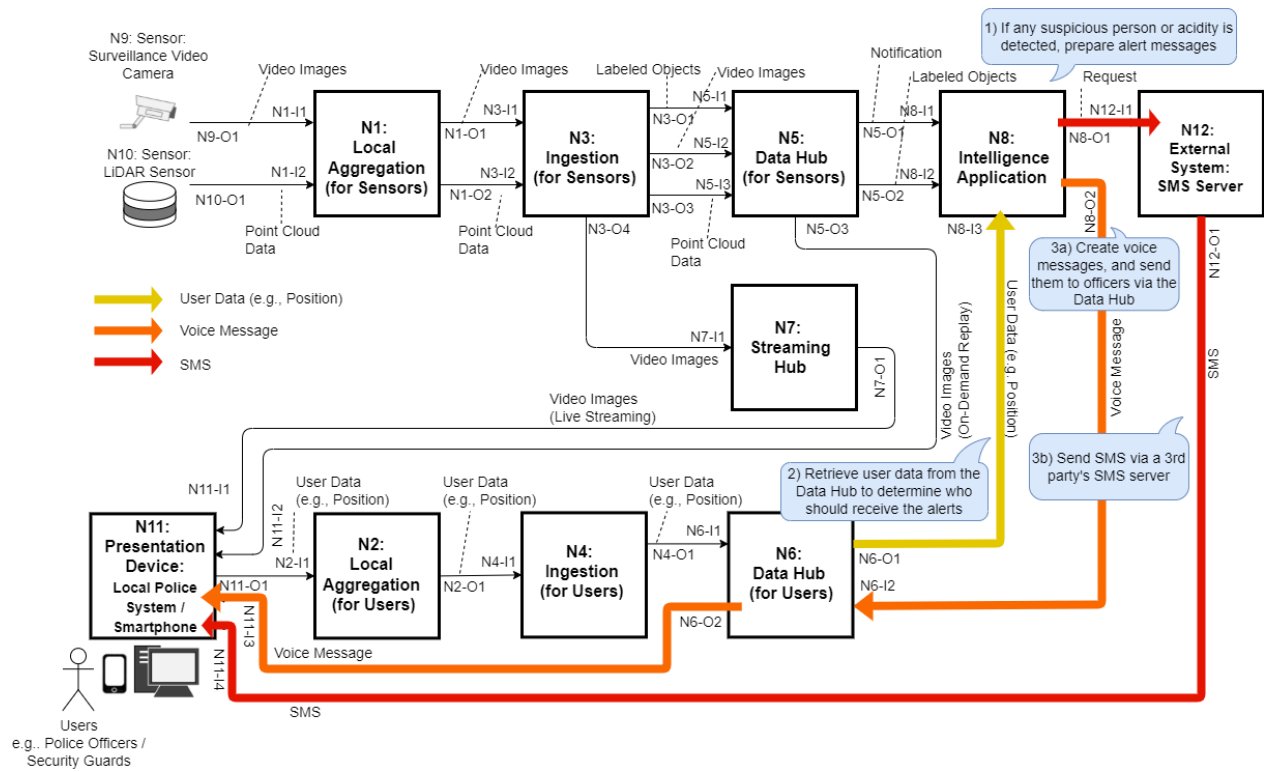 N9: Sensor:
Surveillance Video
Camera
Video Images
N9-O1
N1-I1
N10: Sensor:
LiDAR Sensor
N10-O1
N1-I2
Point Cloud
Data
N1:
Local
Aggregation
(for Sensors)
Video Images
N3-I1
N1-O1
N3-I2
N1-O2
Point Cloud
Data
N3:
Ingestion
(for Sensors)
Labeled Objects
Video Images
N5-I1
N3-O1
N5-I2
N3-O2
N5-I3
N3-O3
N3-O4
Point Cloud
Data
N5:
Data Hub
(for Sensors)
Notification
Labeled Objects
N8-I1
N5-O1
N8-I2
N5-O2
N5-O3
N8:
Intelligence
Application
N8-I3
1) If any suspicious person or acidity is
detected, prepare alert messages
Request
N12-I1
N8-O1
N8-O2
N12:
External
System:
SMS Server
N12-O1
3a) Create voice
messages, and send
them to officers via the
Data Hub
User Data (e.g., Position)
Voice Message
SMS
N7-I1
Video Images
N7:
Streaming
Hub
N7-O1
Video Images
(Live Streaming)
Video Images
(On-Demand Replay)
User Data (e.g. Position)
Voice Message
SMS
2) Retrieve user data from the
Data Hub to determine who
should receive the alerts
3b) Send SMS via a 3rd
party's SMS server
N11-I1
N11-I2
N11:
Presentation
Device:
Local Police
System /
Smartphone
User Data
(e.g., Position)
N2-I1
N11-O1
N11-I3
N11-I4
N2:
Local
Aggregation
(for Users)
User Data
(e.g., Position)
N4-I1
N2-O1
N4:
Ingestion
(for Users)
User Data
(e.g., Position)
N6-I1
N4-O1
N6:
Data Hub
(for Users)
N6-O1
N6-I2
N6-O2
Voice Message
SMS
Users
e.g.. Police Officers /
Security Guards